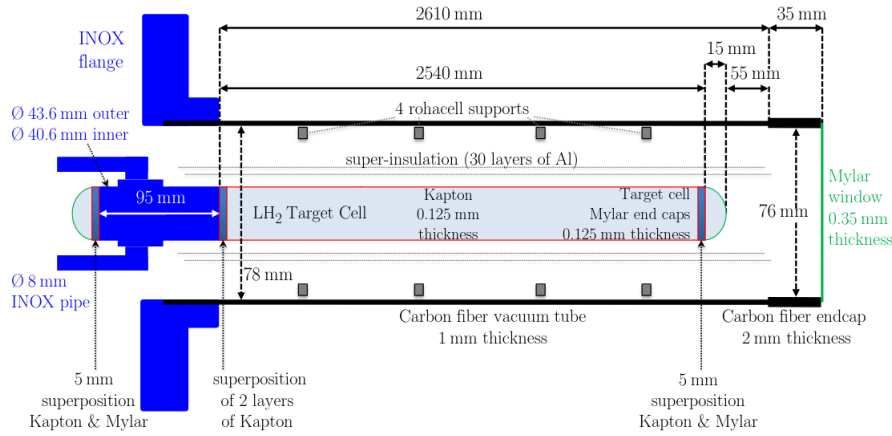 2610 mm
35 mm
INOX
flange
15 mm
2540 mm
55 mm
Ø 43.6 mm outer
Ø 40.6 mm inner
4 rohacell supports
super-insulation (30 layers of Al)
95 mm
LH₂ Target Cell
Kapton
0.125 mm
thickness
Target cell
Mylar end caps
0.125 mm thickness
76 mm
Mylar
window
0.35 mm
thickness
Ø 8 mm
INOX pipe
78 mm
Carbon fiber vacuum tube
1 mm thickness
Carbon fiber endcap
2 mm thickness
5 mm
superposition
Kapton & Mylar
superposition
of 2 layers
of Kapton
5 mm
superposition
Kapton & Mylar